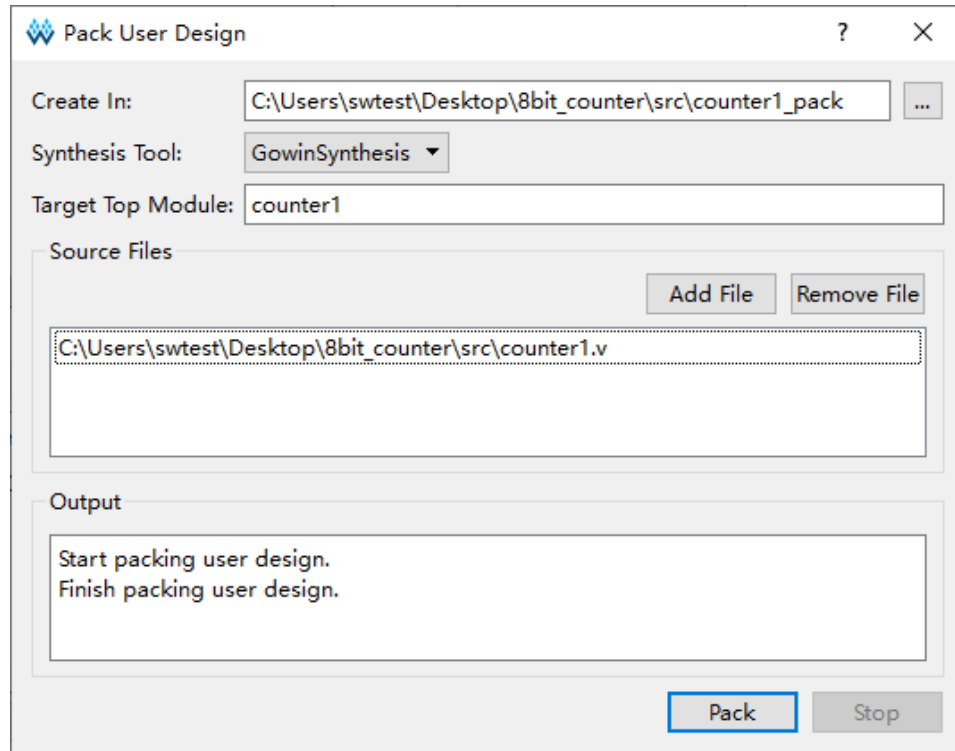 Pack User Design ?
Create In: C:\Users\swtest\Desktop\8bit_counter\src\counter1_pack ...
Synthesis Tool: GowinSynthesis
Target Top Module: counter1
Source Files
Add File Remove File
C:\Users\swtest\Desktop\8bit_counter\src\counter1.v
Output
Start packing user design.
Finish packing user design.
Pack Stop